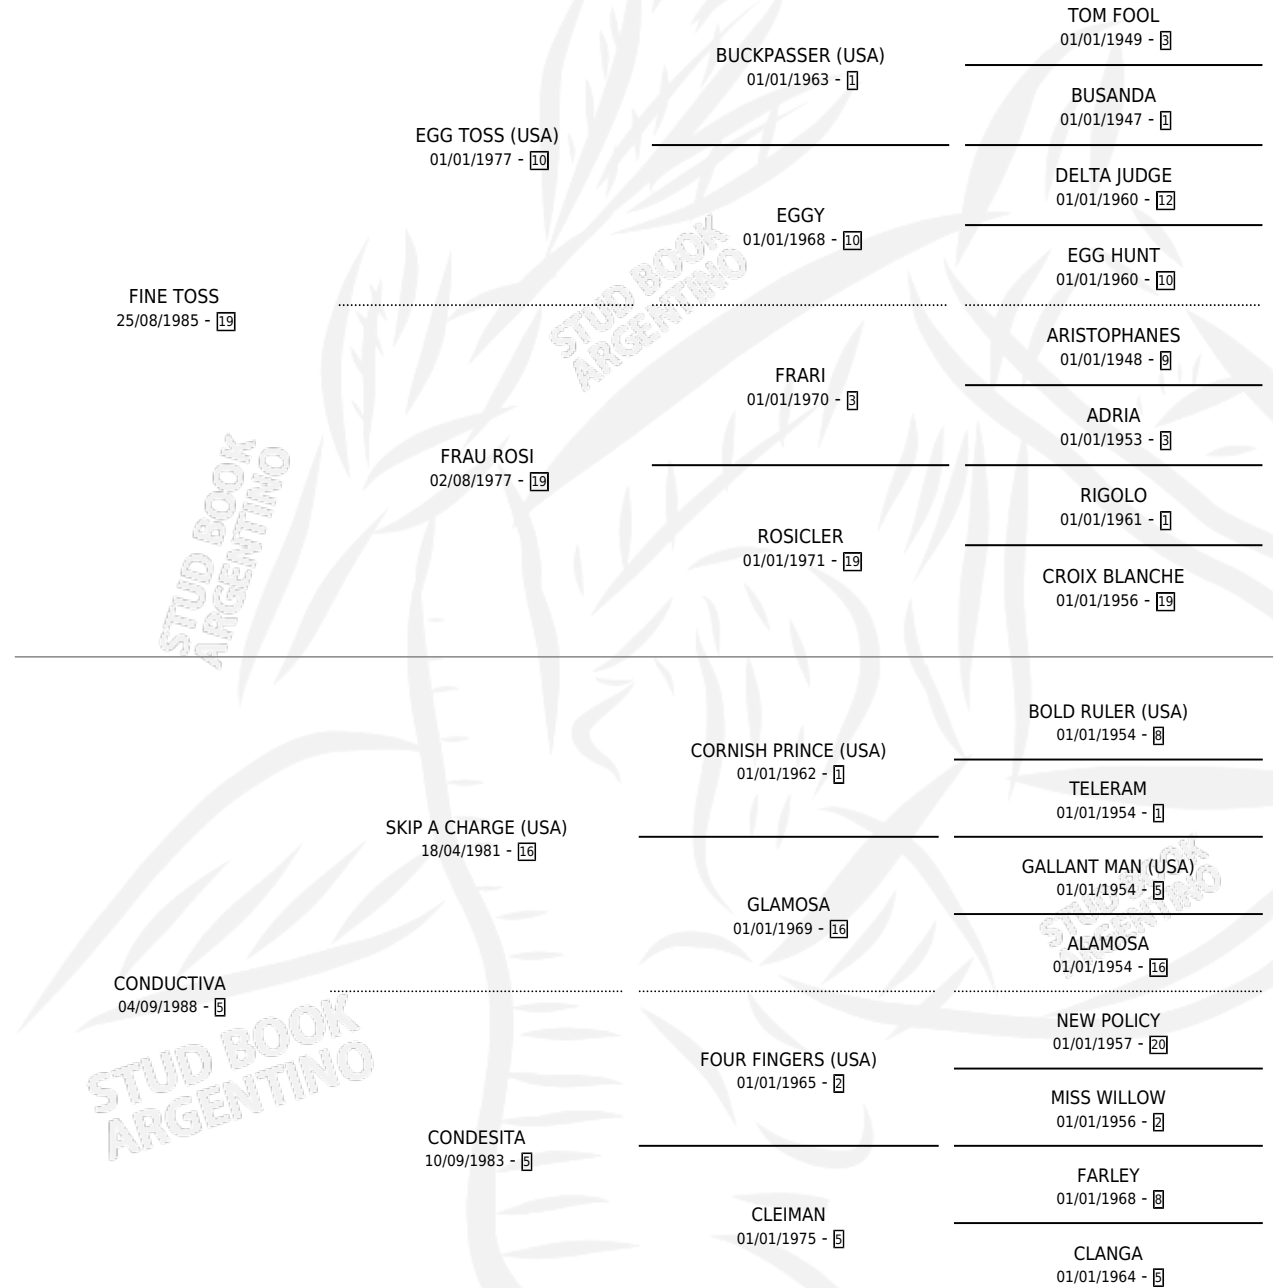 TOM FOOL
01/01/1949 - 3
BUCKPASSER (USA)
01/01/1963 - 1
BUSANDA
01/01/1947 - 1
EGG TOSS (USA)
01/01/1977 - 10
DELTA JUDGE
01/01/1960 - 12
EGGY
01/01/1968 - 10
EGG HUNT
01/01/1960 - 10
FINE TOSS
25/08/1985 - 19
STUD BOOK
ARGENTINO
ARISTOPHANES
01/01/1948 - 9
FRARI
01/01/1970 - 3
ADRIA
01/01/1953 - 3
FRAU ROSI
02/08/1977 - 19
RIGOLO
01/01/1961 - 1
ROSICLER
01/01/1971 - 19
CROIX BLANCHE
01/01/1956 - 19
STUD BOOK
ARGENTINO
BOLD RULER (USA)
01/01/1954 - 8
CORNISH PRINCE (USA)
01/01/1962 - 1
TELERAM
01/01/1954 - 1
SKIP A CHARGE (USA)
18/04/1981 - 16
GALLANT MAN (USA)
01/01/1954 - 5
GLAMOSA
01/01/1969 - 16
ALAMOSA
01/01/1954 - 16
STUD BOOK
ARGENTINO
CONDUCTIVA
04/09/1988 - 5
NEW POLICY
01/01/1957 - 20
FOUR FINGERS (USA)
01/01/1965 - 2
MISS WILLOW
01/01/1956 - 2
STUD BOOK
ARGENTINO
CONDESITA
10/09/1983 - 5
FARLEY
01/01/1968 - 8
CLEIMAN
01/01/1975 - 5
CLANGA
01/01/1964 - 5